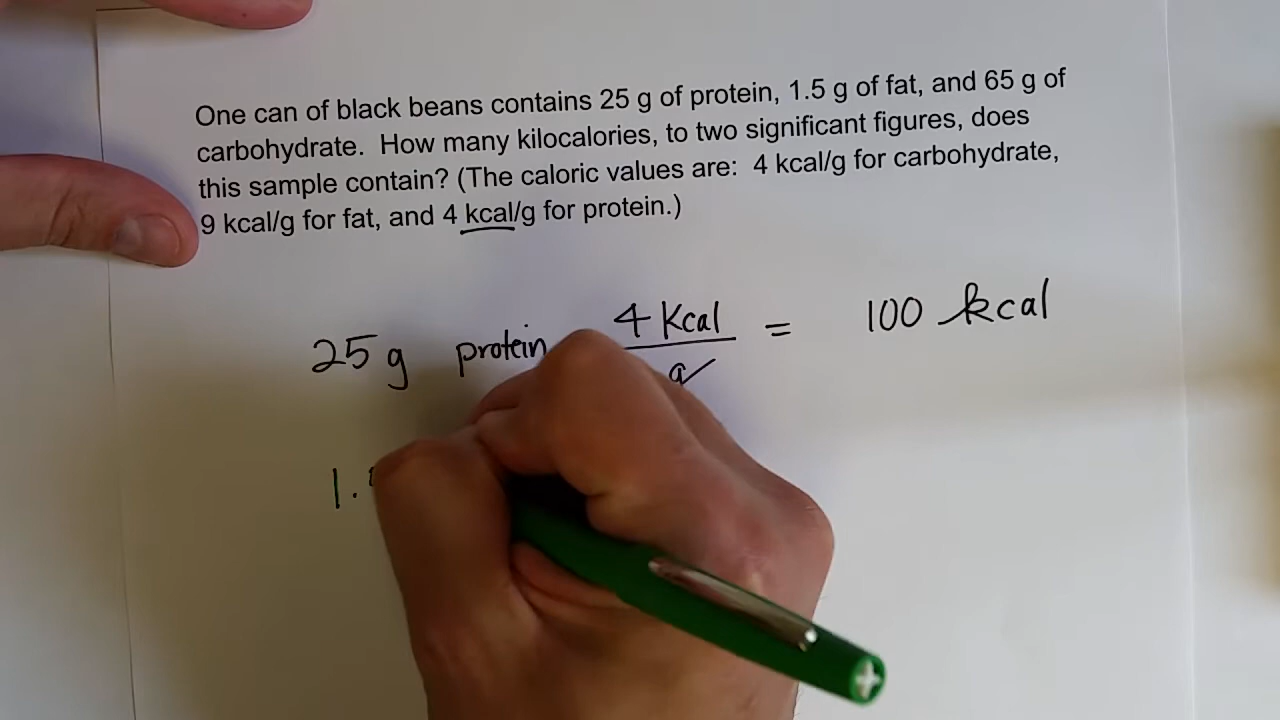 One can of black beans contains 25 g of protein, 1.5 g of fat, and 65 g of
carbohydrate. How many kilocalories, to two significant figures, does
this sample contain? (The caloric values are: 4 kcal/g for carbohydrate,
9 kcal/g for fat, and 4 kcal/g for protein.)
25 g protein 4 Kcal = 100 kcal
g
1.